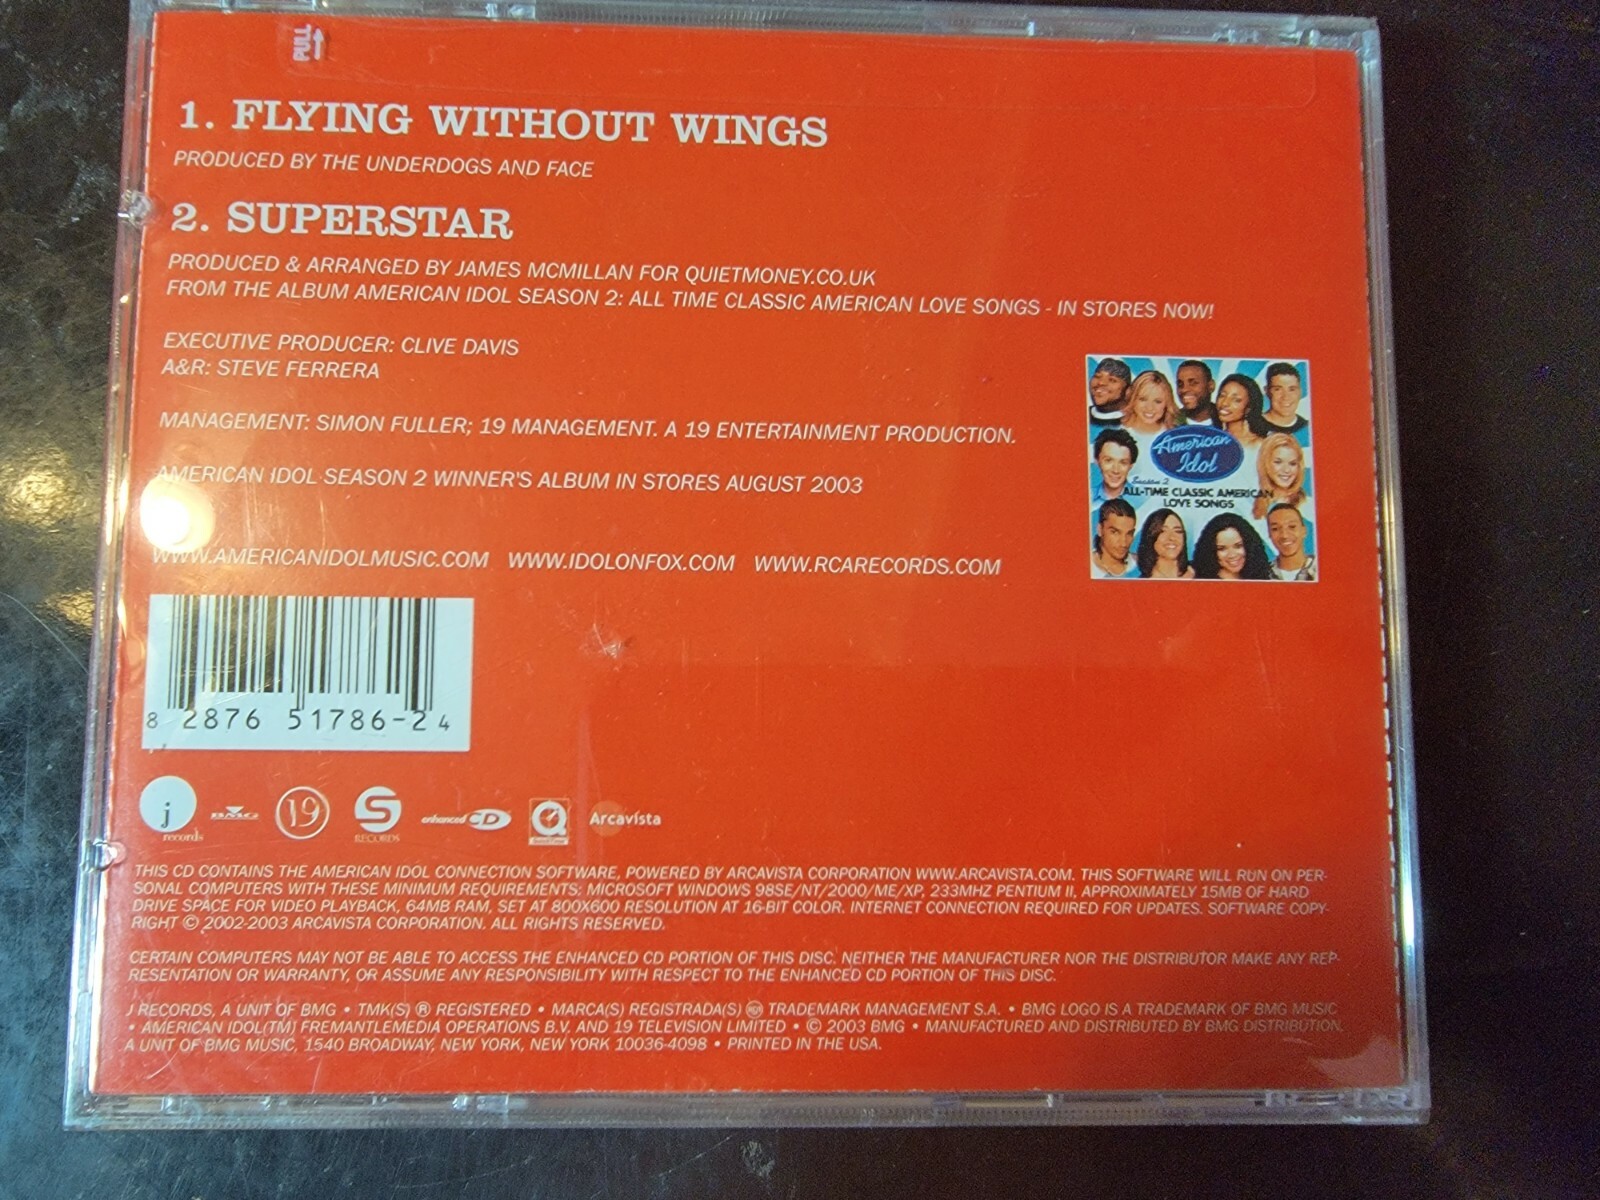 PULL
1. FLYING WITHOUT WINGS
PRODUCED BY THE UNDERDOGS AND FACE
2. SUPERSTAR
PRODUCED & ARRANGED BY JAMES MCMILLAN FOR QUIETMONEY.CO.UK
FROM THE ALBUM AMERICAN IDOL SEASON 2: ALL TIME CLASSIC AMERICAN LOVE SONGS - IN STORES NOW!
EXECUTIVE PRODUCER: CLIVE DAVIS
A&R: STEVE FERRERA
MANAGEMENT: SIMON FULLER; 19 MANAGEMENT. A 19 ENTERTAINMENT PRODUCTION.
AMERICAN IDOL SEASON 2 WINNER'S ALBUM IN STORES AUGUST 2003
American
Idol
Season 2
ALL-TIME CLASSIC AMERICAN
LOVE SONGS
WWW.AMERICANIDOLMUSIC.COM WWW.IDOLONFOX.COM WWW.RCARECORDS.COM
8 2876 51786-2 4
j records
BMG
19
S RECORDS
enhanced CD
QuickTime
Arcavista
THIS CD CONTAINS THE AMERICAN IDOL CONNECTION SOFTWARE, POWERED BY ARCAVISTA CORPORATION WWW.ARCAVISTA.COM. THIS SOFTWARE WILL RUN ON PER-
SONAL COMPUTERS WITH THESE MINIMUM REQUIREMENTS: MICROSOFT WINDOWS 98SE/NT/2000/ME/XP, 233MHZ PENTIUM II, APPROXIMATELY 15MB OF HARD
DRIVE SPACE FOR VIDEO PLAYBACK, 64MB RAM, SET AT 800X600 RESOLUTION AT 16-BIT COLOR. INTERNET CONNECTION REQUIRED FOR UPDATES. SOFTWARE COPY-
RIGHT © 2002-2003 ARCAVISTA CORPORATION. ALL RIGHTS RESERVED.
CERTAIN COMPUTERS MAY NOT BE ABLE TO ACCESS THE ENHANCED CD PORTION OF THIS DISC. NEITHER THE MANUFACTURER NOR THE DISTRIBUTOR MAKE ANY REP-
RESENTATION OR WARRANTY, OR ASSUME ANY RESPONSIBILITY WITH RESPECT TO THE ENHANCED CD PORTION OF THIS DISC.
J RECORDS, A UNIT OF BMG • TMK(S) ® REGISTERED • MARCA(S) REGISTRADA(S) TRADEMARK MANAGEMENT S.A. • BMG LOGO IS A TRADEMARK OF BMG MUSIC
• AMERICAN IDOL(TM) FREMANTLEMEDIA OPERATIONS B.V. AND 19 TELEVISION LIMITED • © 2003 BMG • MANUFACTURED AND DISTRIBUTED BY BMG DISTRIBUTION,
A UNIT OF BMG MUSIC, 1540 BROADWAY, NEW YORK, NEW YORK 10036-4098 • PRINTED IN THE USA.